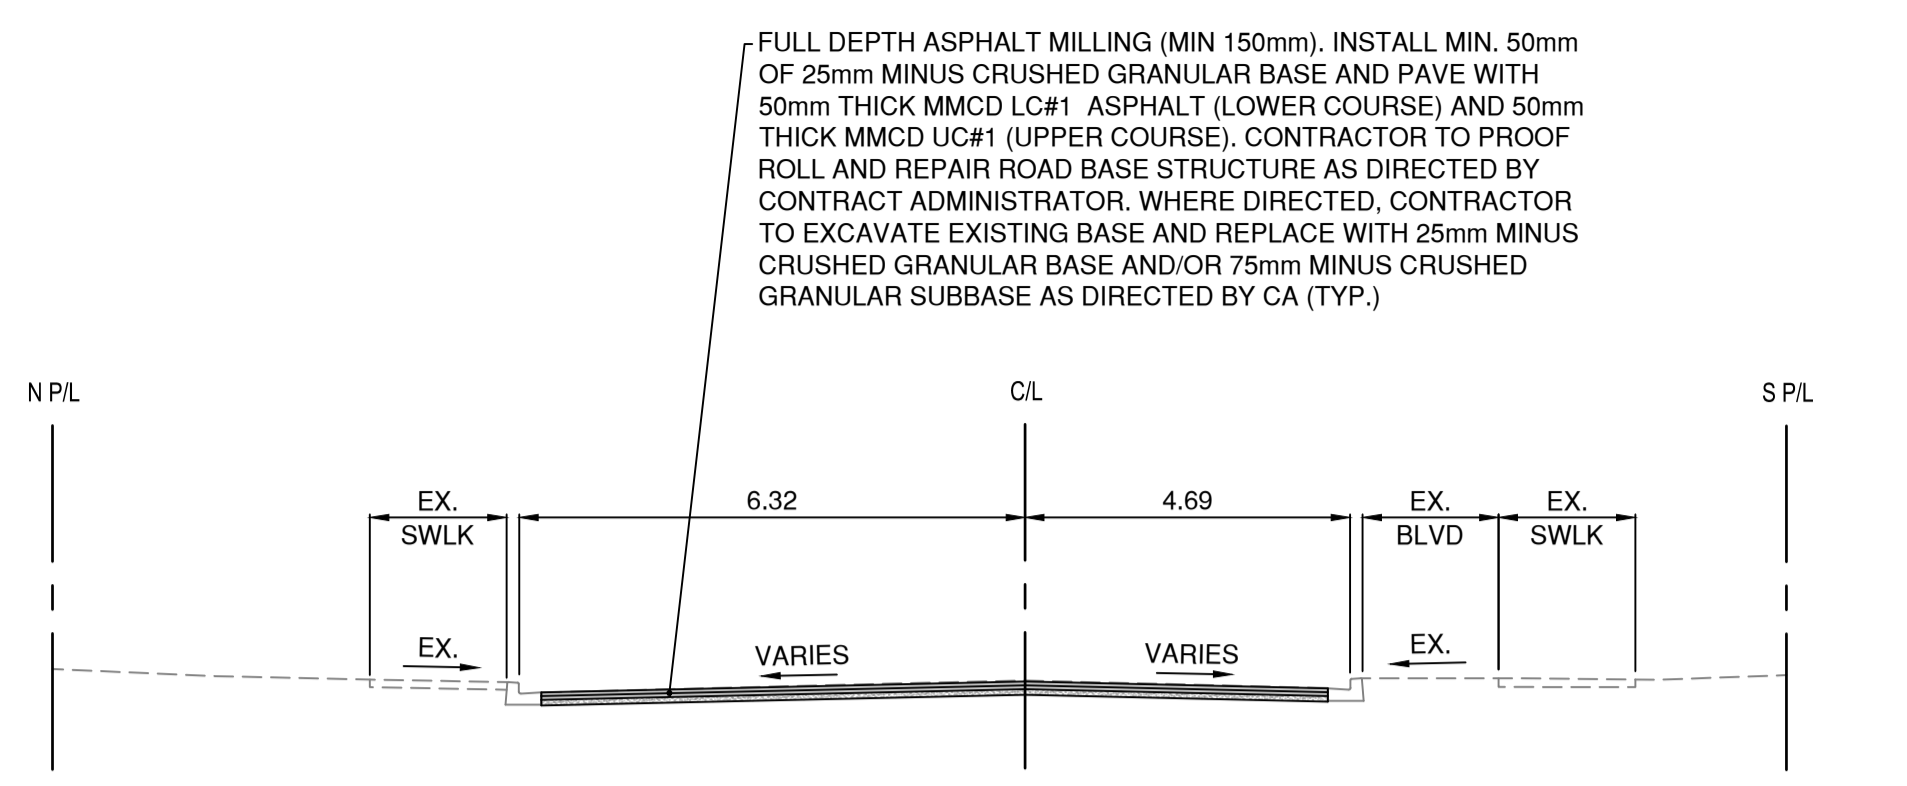 FULL DEPTH ASPHALT MILLING (MIN 150mm). INSTALL MIN. 50mm
OF 25mm MINUS CRUSHED GRANULAR BASE AND PAVE WITH
50mm THICK MMCD LC#1 ASPHALT (LOWER COURSE) AND 50mm
THICK MMCD UC#1 (UPPER COURSE). CONTRACTOR TO PROOF
ROLL AND REPAIR ROAD BASE STRUCTURE AS DIRECTED BY
CONTRACT ADMINISTRATOR. WHERE DIRECTED, CONTRACTOR
TO EXCAVATE EXISTING BASE AND REPLACE WITH 25mm MINUS
CRUSHED GRANULAR BASE AND/OR 75mm MINUS CRUSHED
GRANULAR SUBBASE AS DIRECTED BY CA (TYP.)
N P/L
C/L
S P/L
EX.
SWLK
6.32
4.69
EX.
BLVD
EX.
SWLK
EX.
VARIES
VARIES
EX.